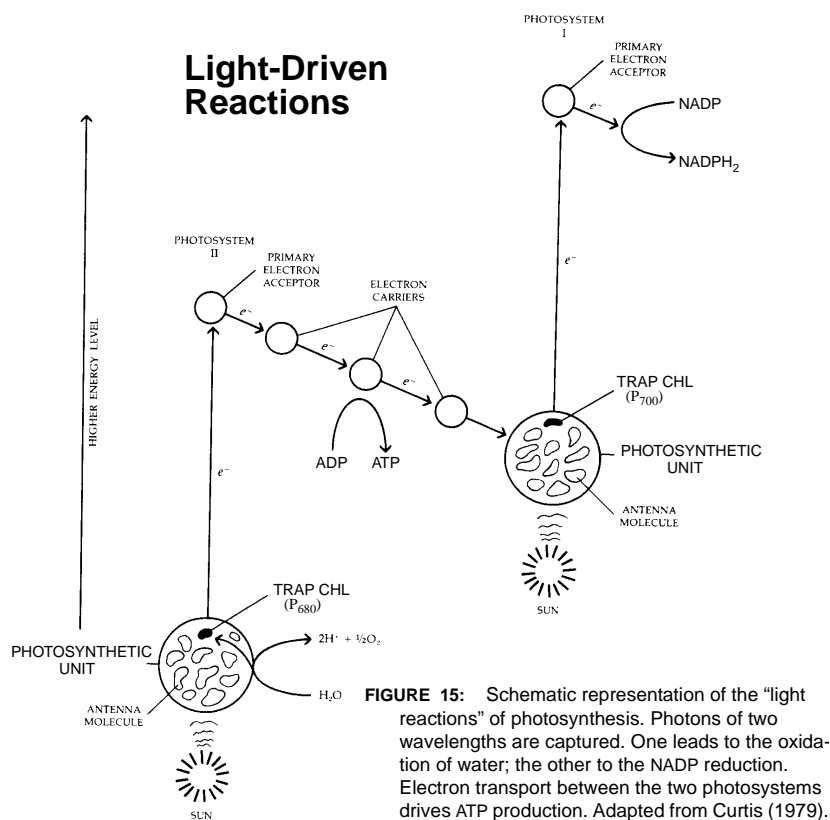 Light-Driven
Reactions
PHOTOSYSTEM
I
PRIMARY
ELECTRON
ACCEPTOR
e⁻
NADP
NADPH₂
HIGHER ENERGY LEVEL
PHOTOSYSTEM
II
PRIMARY
ELECTRON
ACCEPTOR
ELECTRON
CARRIERS
e⁻
e⁻
e⁻
e⁻
e⁻
ADP
ATP
TRAP CHL
(P₇₀₀)
PHOTOSYNTHETIC
UNIT
ANTENNA
MOLECULE
SUN
TRAP CHL
(P₆₈₀)
2H⁺ + ½O₂
H₂O
PHOTOSYNTHETIC
UNIT
ANTENNA
MOLECULE
SUN
FIGURE 15: Schematic representation of the “light
reactions” of photosynthesis. Photons of two
wavelengths are captured. One leads to the oxida-
tion of water; the other to the NADP reduction.
Electron transport between the two photosystems
drives ATP production. Adapted from Curtis (1979).